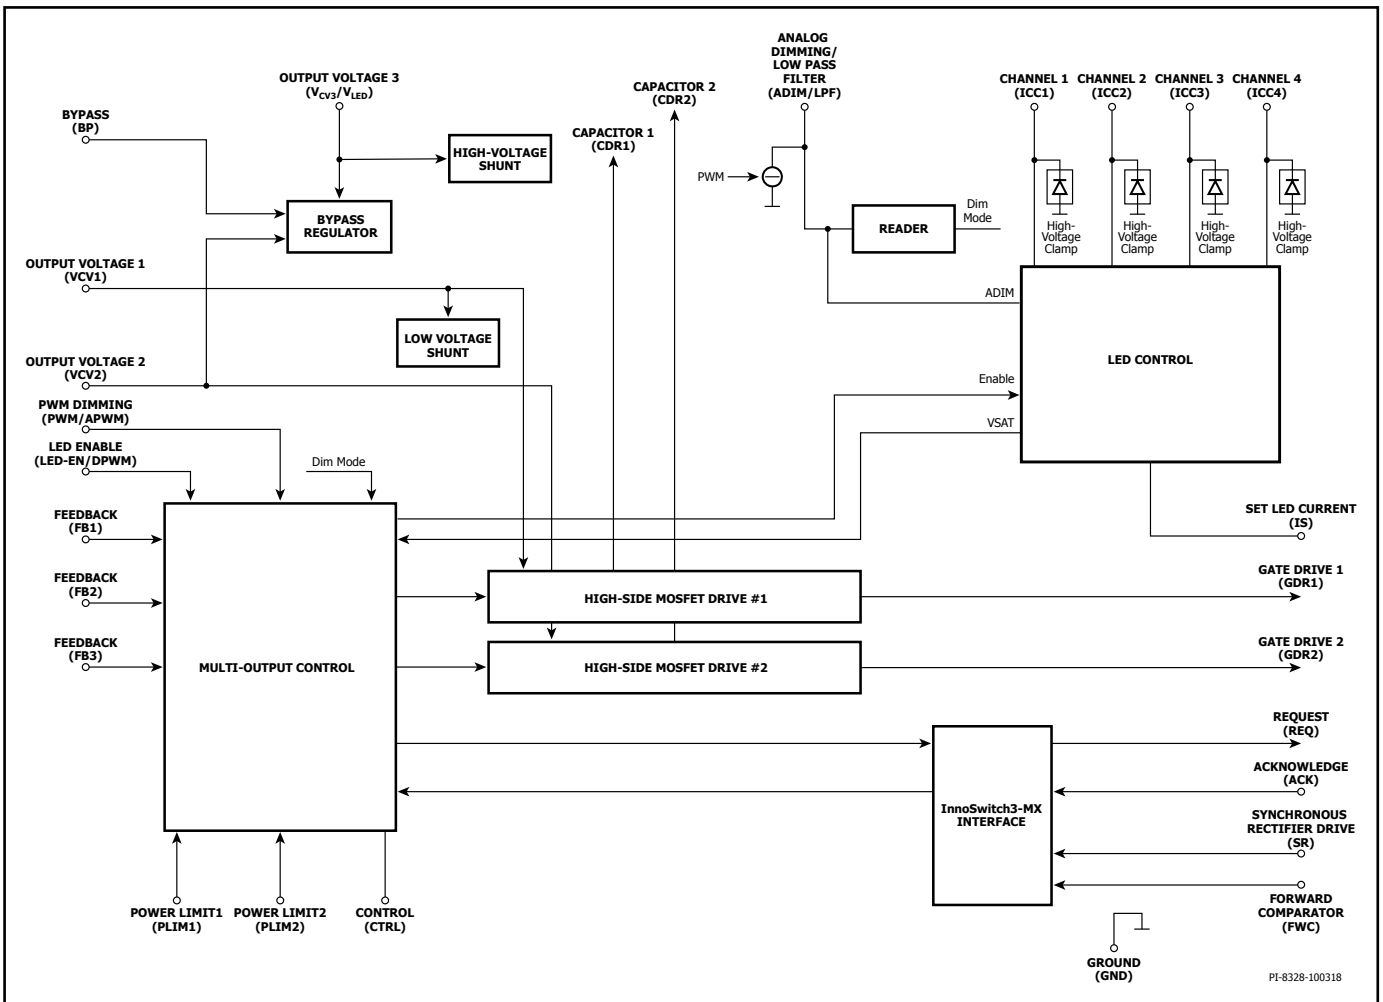 ANALOG
DIMMING/
LOW PASS
FILTER
(ADIM/LPF)
OUTPUT VOLTAGE 3
(VCV3/VLED)
CAPACITOR 2
(CDR2)
CHANNEL 1
(ICC1)
CHANNEL 2
(ICC2)
CHANNEL 3
(ICC3)
CHANNEL 4
(ICC4)
BYPASS
(BP)
CAPACITOR 1
(CDR1)
HIGH-VOLTAGE
SHUNT
PWM
BYPASS
REGULATOR
READER
Dim
Mode
High-
Voltage
Clamp
High-
Voltage
Clamp
High-
Voltage
Clamp
High-
Voltage
Clamp
OUTPUT VOLTAGE 1
(VCV1)
ADIM
LOW VOLTAGE
SHUNT
LED CONTROL
OUTPUT VOLTAGE 2
(VCV2)
Enable
PWM DIMMING
(PWM/APWM)
VSAT
LED ENABLE
(LED-EN/DPWM)
Dim Mode
FEEDBACK
(FB1)
SET LED CURRENT
(IS)
FEEDBACK
(FB2)
HIGH-SIDE MOSFET DRIVE #1
GATE DRIVE 1
(GDR1)
FEEDBACK
(FB3)
MULTI-OUTPUT CONTROL
HIGH-SIDE MOSFET DRIVE #2
GATE DRIVE 2
(GDR2)
REQUEST
(REQ)
ACKNOWLEDGE
(ACK)
InnoSwitch3-MX
INTERFACE
SYNCHRONOUS
RECTIFIER DRIVE
(SR)
POWER LIMIT1
(PLIM1)
POWER LIMIT2
(PLIM2)
CONTROL
(CTRL)
FORWARD
COMPARATOR
(FWC)
GROUND
(GND)
PI-8328-100318